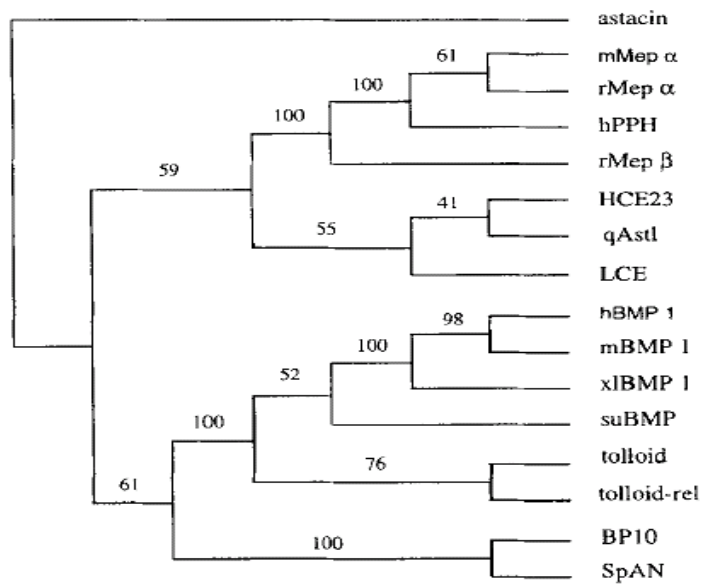 astacin
61
mMep α
100
rMep α
100
hPPH
59
rMep β
41
HCE23
55
qAstl
LCE
98
hBMP 1
100
mBMP 1
52
xlBMP 1
100
suBMP
76
tolloid
61
tolloid-rel
100
BP10
SpAN